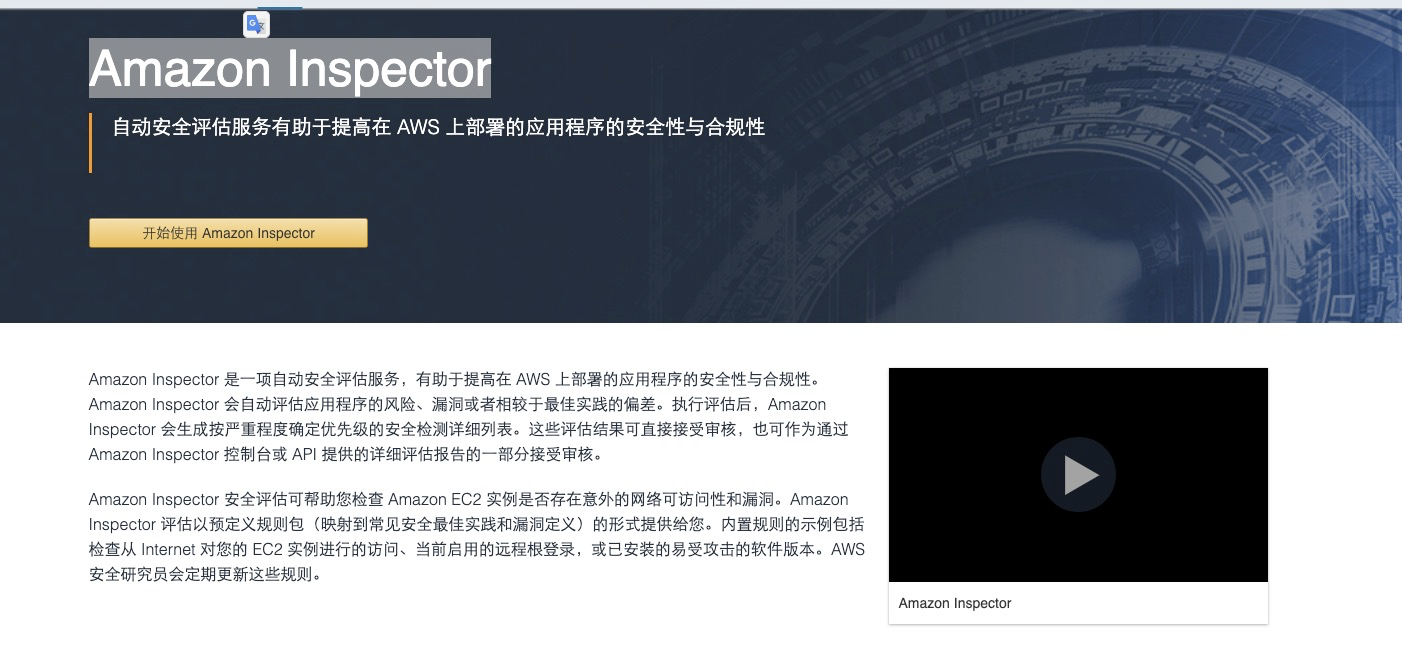 Amazon Inspector
自动安全评估服务有助于提高在 AWS 上部署的应用程序的安全性与合规性
开始使用 Amazon Inspector
Amazon Inspector 是一项自动安全评估服务，有助于提高在 AWS 上部署的应用程序的安全性与合规性。
Amazon Inspector 会自动评估应用程序的风险、漏洞或者相较于最佳实践的偏差。执行评估后，Amazon
Inspector 会生成按严重程度确定优先级的安全检测详细列表。这些评估结果可直接接受审核，也可作为通过
Amazon Inspector 控制台或 API 提供的详细评估报告的一部分接受审核。
Amazon Inspector 安全评估可帮助您检查 Amazon EC2 实例是否存在意外的网络可访问性和漏洞。Amazon
Inspector 评估以预定义规则包（映射到常见安全最佳实践和漏洞定义）的形式提供给您。内置规则的示例包括
检查从 Internet 对您的 EC2 实例进行的访问、当前启用的远程根登录，或已安装的易受攻击的软件版本。AWS
安全研究员会定期更新这些规则。
Amazon Inspector